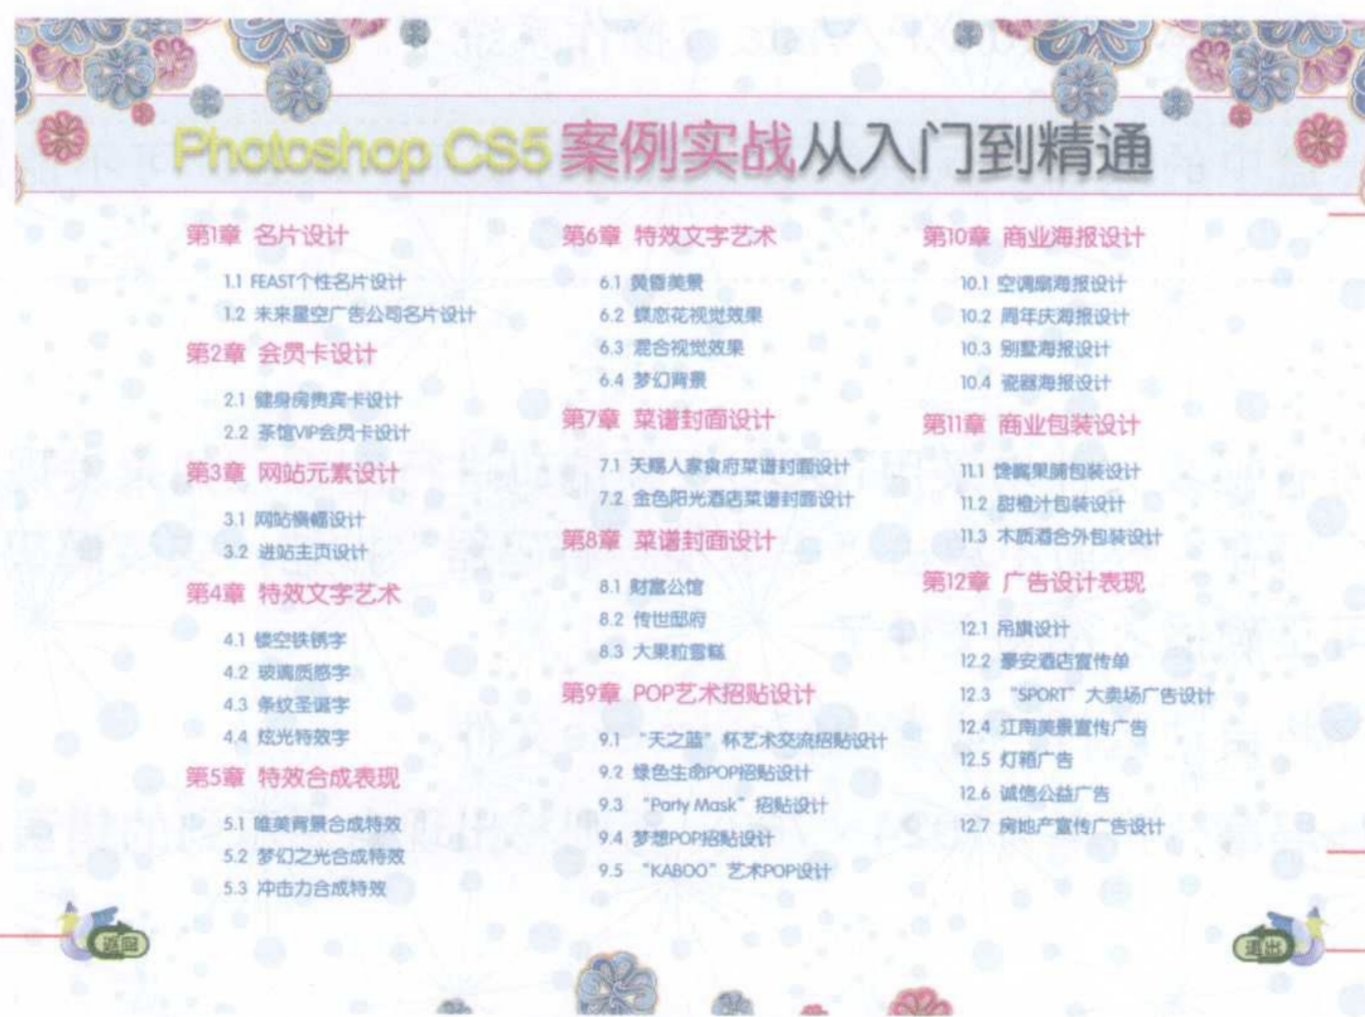 Photoshop CS5 案例实战从入门到精通
第1章 名片设计
1.1 FEAST个性名片设计
1.2 未来星空广告公司名片设计
第2章 会员卡设计
2.1 健身房贵宾卡设计
2.2 茶馆VIP会员卡设计
第3章 网站元素设计
3.1 网站横幅设计
3.2 进站主页设计
第4章 特效文字艺术
4.1 镂空铁锈字
4.2 玻璃质感字
4.3 条纹圣诞字
4.4 炫光特效字
第5章 特效合成表现
5.1 唯美背景合成特效
5.2 梦幻之光合成特效
5.3 冲击力合成特效
第6章 特效文字艺术
6.1 黄昏美景
6.2 蝶恋花视觉效果
6.3 混合视觉效果
6.4 梦幻背景
第7章 菜谱封面设计
7.1 天赐人家食府菜谱封面设计
7.2 金色阳光酒店菜谱封面设计
第8章 菜谱封面设计
8.1 财富公馆
8.2 传世邸府
8.3 大果粒雪糕
第9章 POP艺术招贴设计
9.1 “天之蓝”杯艺术交流招贴设计
9.2 绿色生命POP招贴设计
9.3 “Party Mask”招贴设计
9.4 梦想POP招贴设计
9.5 “KABOO”艺术POP设计
第10章 商业海报设计
10.1 空调扇海报设计
10.2 周年庆海报设计
10.3 别墅海报设计
10.4 瓷器海报设计
第11章 商业包装设计
11.1 馋嘴果脯包装设计
11.2 甜橙汁包装设计
11.3 木质酒合外包装设计
第12章 广告设计表现
12.1 吊旗设计
12.2 豪安酒店宣传单
12.3 “SPORT”大卖场广告设计
12.4 江南美景宣传广告
12.5 灯箱广告
12.6 诚信公益广告
12.7 房地产宣传广告设计
返回